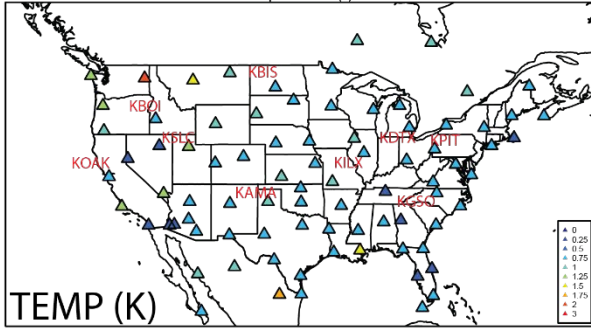 KBIS
KBOI
KSLC
KDTX
KPIT
KOAK
KILX
KAMA
KGSO
0
0.25
0.5
0.75
1
1.25
1.5
1.75
2
3
TEMP (K)